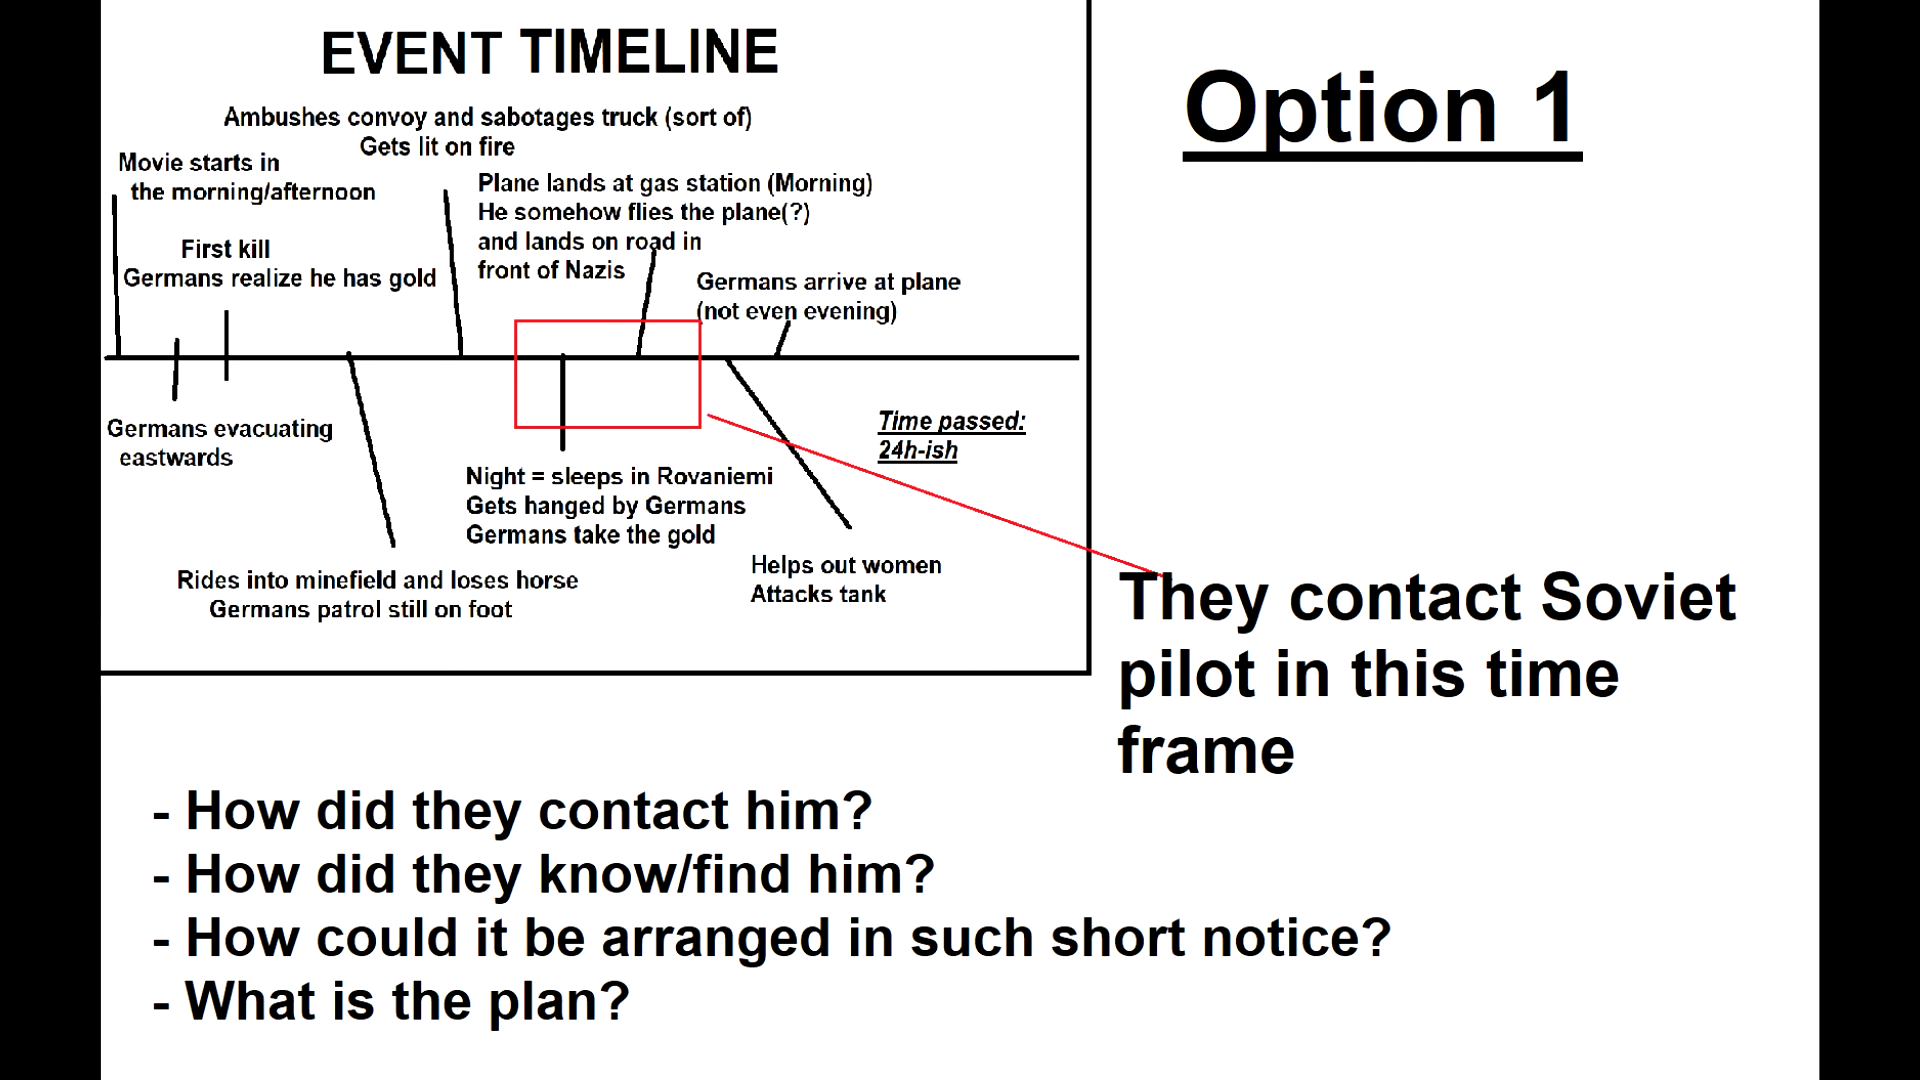 EVENT TIMELINE
Ambushes convoy and sabotages truck (sort of)
Gets lit on fire
Movie starts in
the morning/afternoon
First kill
Germans realize he has gold
Plane lands at gas station (Morning)
He somehow flies the plane(?)
and lands on road in
front of Nazis
Germans arrive at plane
(not even evening)
Germans evacuating
eastwards
Night = sleeps in Rovaniemi
Gets hanged by Germans
Germans take the gold
Time passed:
24h-ish
Rides into minefield and loses horse
Germans patrol still on foot
Helps out women
Attacks tank
Option 1
They contact Soviet
pilot in this time
frame
- How did they contact him?
- How did they know/find him?
- How could it be arranged in such short notice?
- What is the plan?